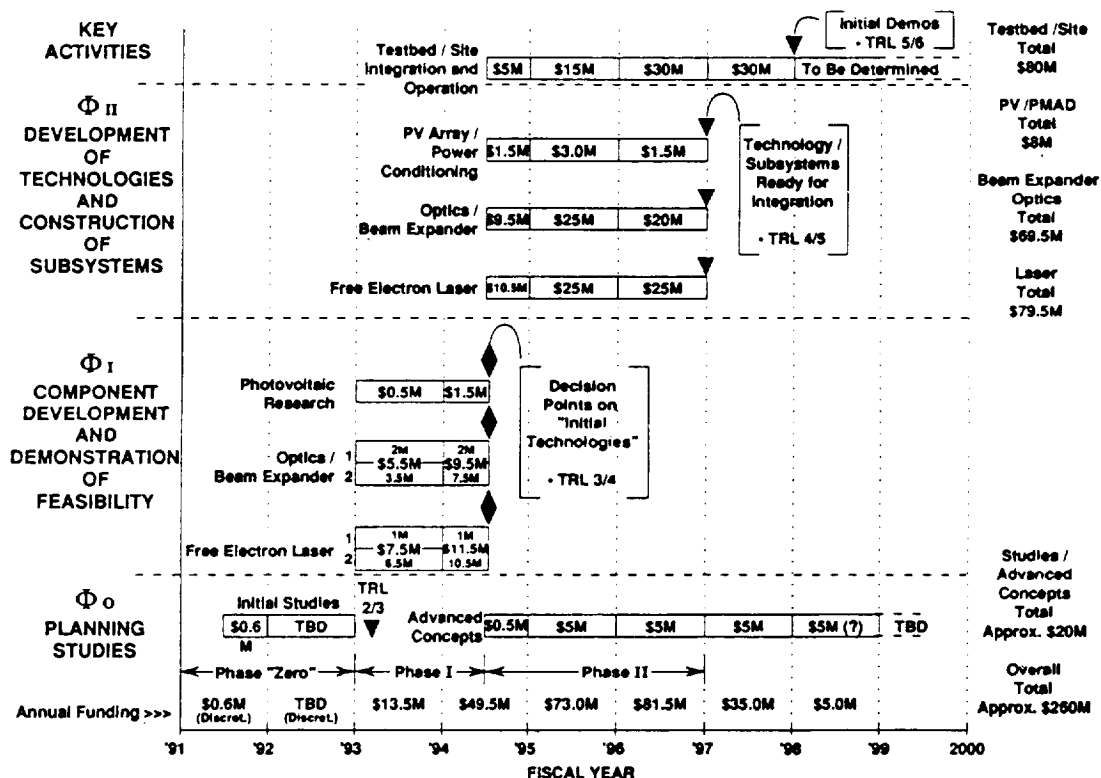 KEY
ACTIVITIES
Testbed / Site
Integration and
Operation
$5M $15M $30M $30M To Be Determined
Initial Demos
• TRL 5/6
Testbed /Site
Total
$80M
Φ II
DEVELOPMENT
OF
TECHNOLOGIES
AND
CONSTRUCTION
OF
SUBSYSTEMS
PV Array /
Power
Conditioning
$1.5M $3.0M $1.5M
Optics /
Beam Expander
$9.5M $25M $20M
Free Electron Laser
$10.5M $25M $25M
Technology /
Subsystems
Ready for
Integration
• TRL 4/5
PV /PMAD
Total
$8M
Beam Expander
Optics
Total
$69.5M
Laser
Total
$79.5M
Φ I
COMPONENT
DEVELOPMENT
AND
DEMONSTRATION
OF
FEASIBILITY
Photovoltaic
Research
$0.5M $1.5M
Optics /
Beam Expander
1 2M 2M
$5.5M $9.5M
2 3.5M 7.5M
Free Electron Laser
1 1M 1M
$7.5M $11.5M
2 6.5M 10.5M
Decision
Points on
"Initial
Technologies"
• TRL 3/4
Φ O
PLANNING
STUDIES
Initial Studies
$0.6
M
TBD
TRL
2/3
Advanced
Concepts
$0.5M $5M $5M $5M $5M (?) TBD
Studies /
Advanced
Concepts
Total
Approx. $20M
Phase "Zero" Phase I Phase II
Annual Funding >>>
$0.6M
(Discret.)
TBD
(Discret.)
$13.5M $49.5M $73.0M $81.5M $35.0M $5.0M
Overall
Total
Approx. $260M
'91 '92 '93 '94 '95 '96 '97 '98 '99 2000
FISCAL YEAR